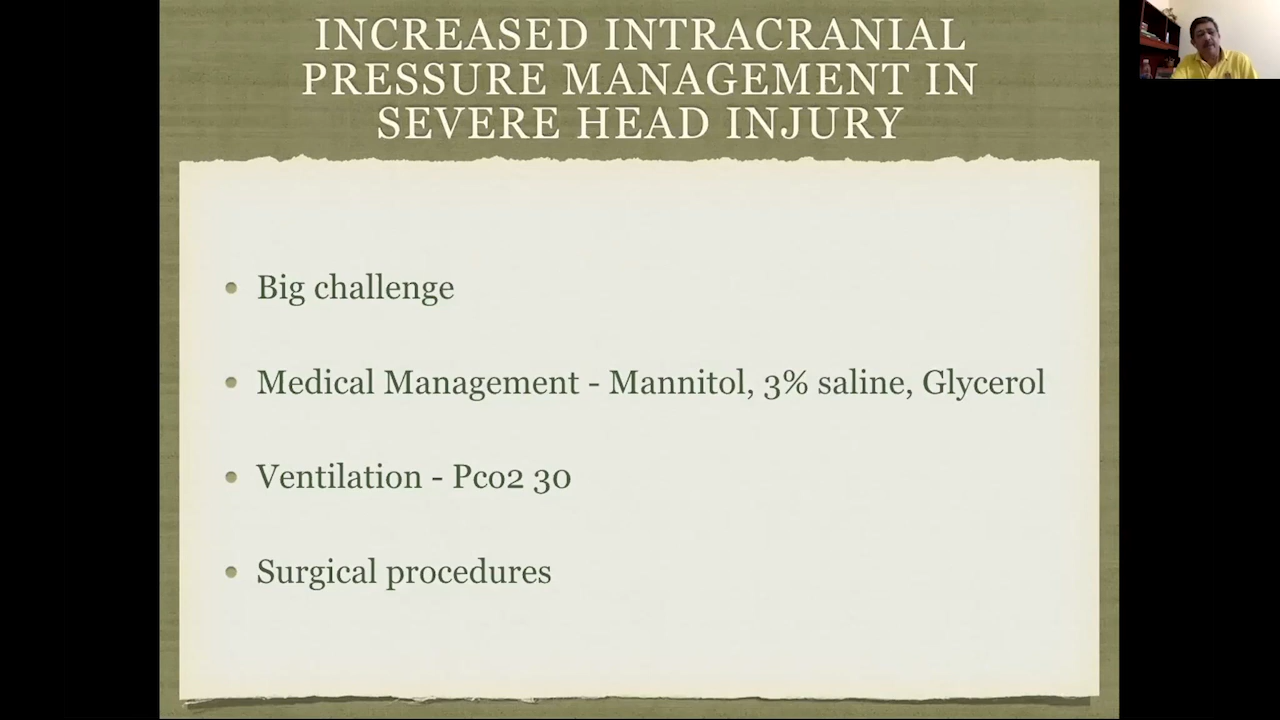 INCREASED INTRACRANIAL
PRESSURE MANAGEMENT IN
SEVERE HEAD INJURY
• Big challenge
• Medical Management - Mannitol, 3% saline, Glycerol
• Ventilation - Pco2 30
• Surgical procedures